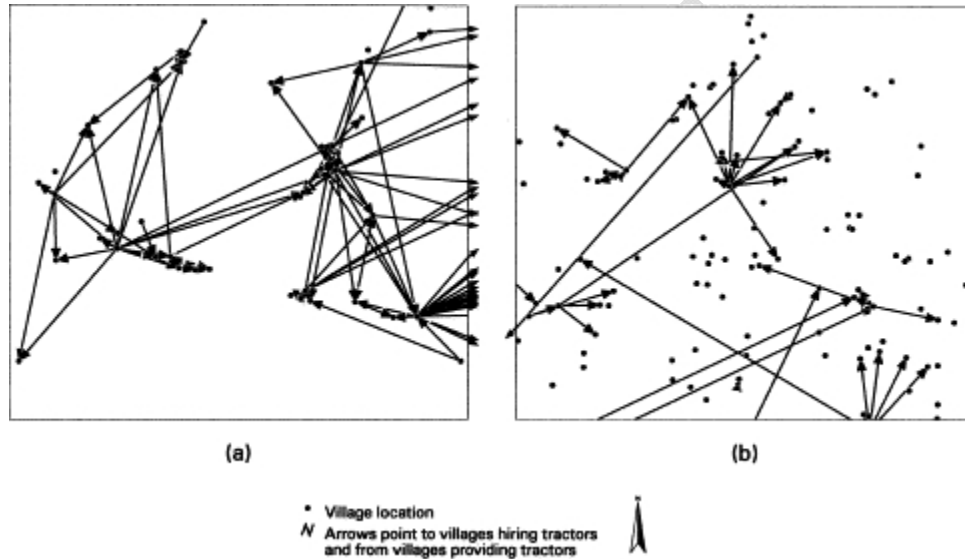 (a)
(b)
Village location
Arrows point to villages hiring tractors
and from villages providing tractors